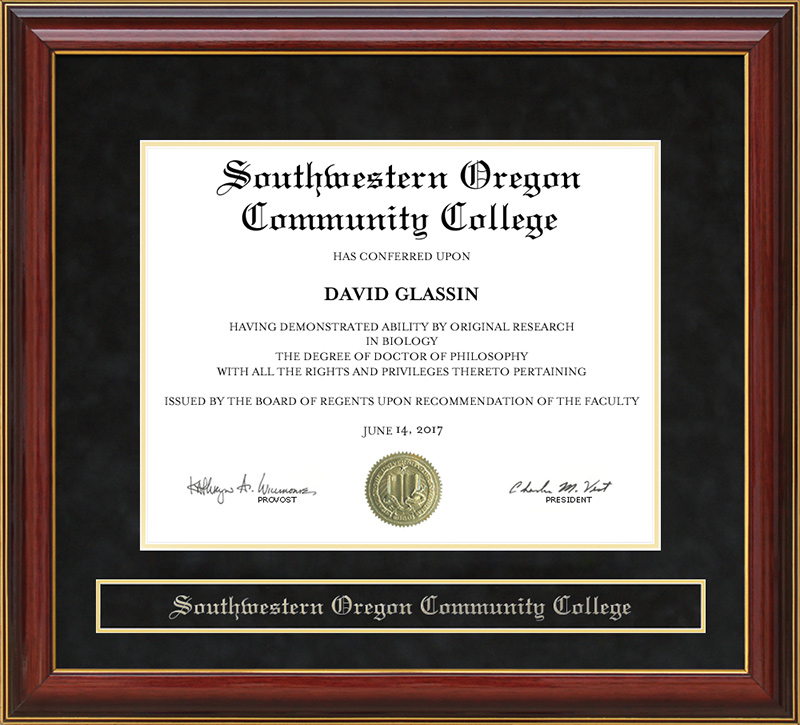 Southwestern Oregon
Community College
HAS CONFERRED UPON
DAVID GLASSIN
HAVING DEMONSTRATED ABILITY BY ORIGINAL RESEARCH
IN BIOLOGY
THE DEGREE OF DOCTOR OF PHILOSOPHY
WITH ALL THE RIGHTS AND PRIVILEGES THERETO PERTAINING
ISSUED BY THE BOARD OF REGENTS UPON RECOMMENDATION OF THE FACULTY
JUNE 14, 2017
Charles M. Vest
PROVOST
PRESIDENT
Southwestern Oregon Community College